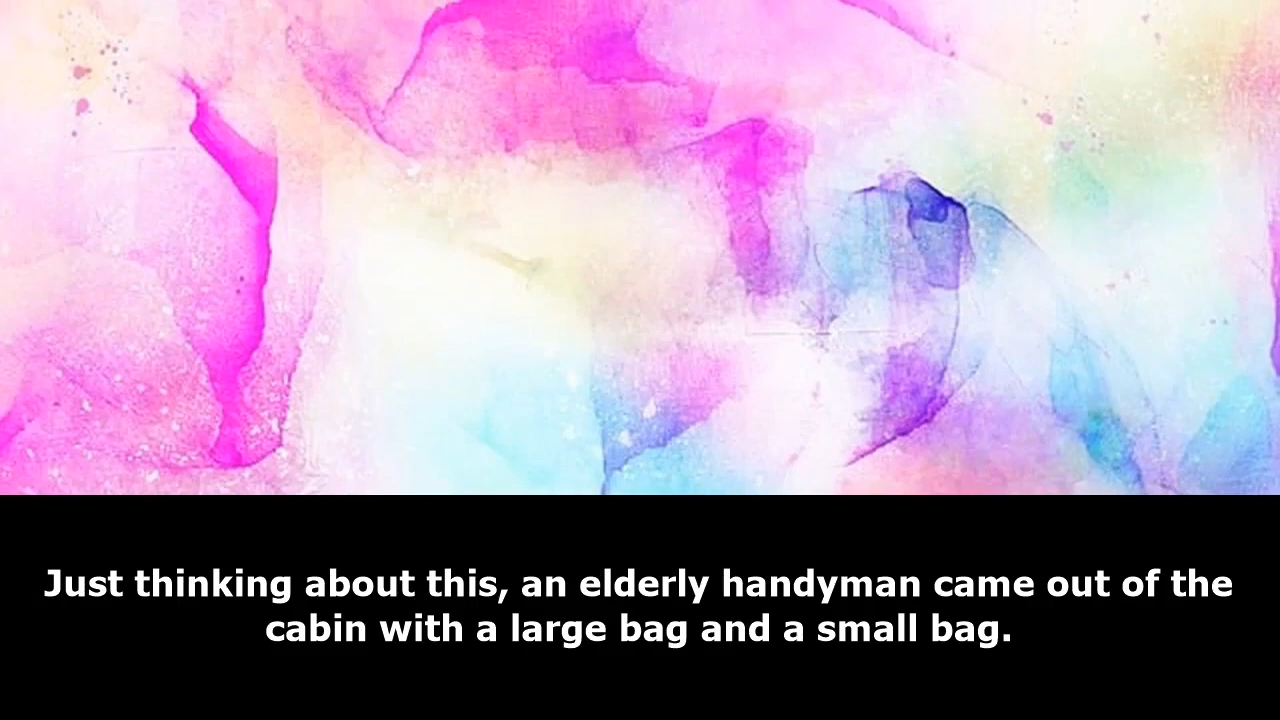 Just thinking about this, an elderly handyman came out of the
cabin with a large bag and a small bag.